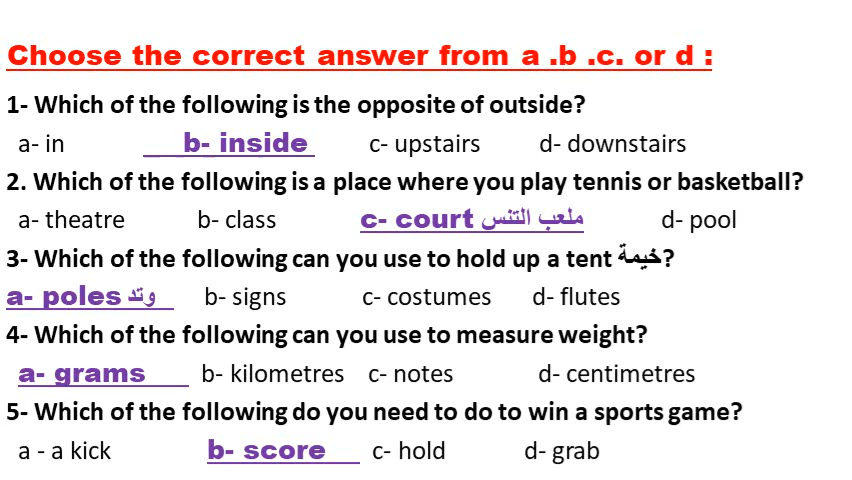 Choose the correct answer from a .b .c. or d :
1- Which of the following is the opposite of outside?
a- in b- inside c- upstairs d- downstairs
2. Which of the following is a place where you play tennis or basketball?
a- theatre b- class c- court ملعب التنس d- pool
3- Which of the following can you use to hold up a tent خيمة?
a- poles وتد b- signs c- costumes d- flutes
4- Which of the following can you use to measure weight?
a- grams b- kilometres c- notes d- centimetres
5- Which of the following do you need to do to win a sports game?
a - a kick b- score c- hold d- grab